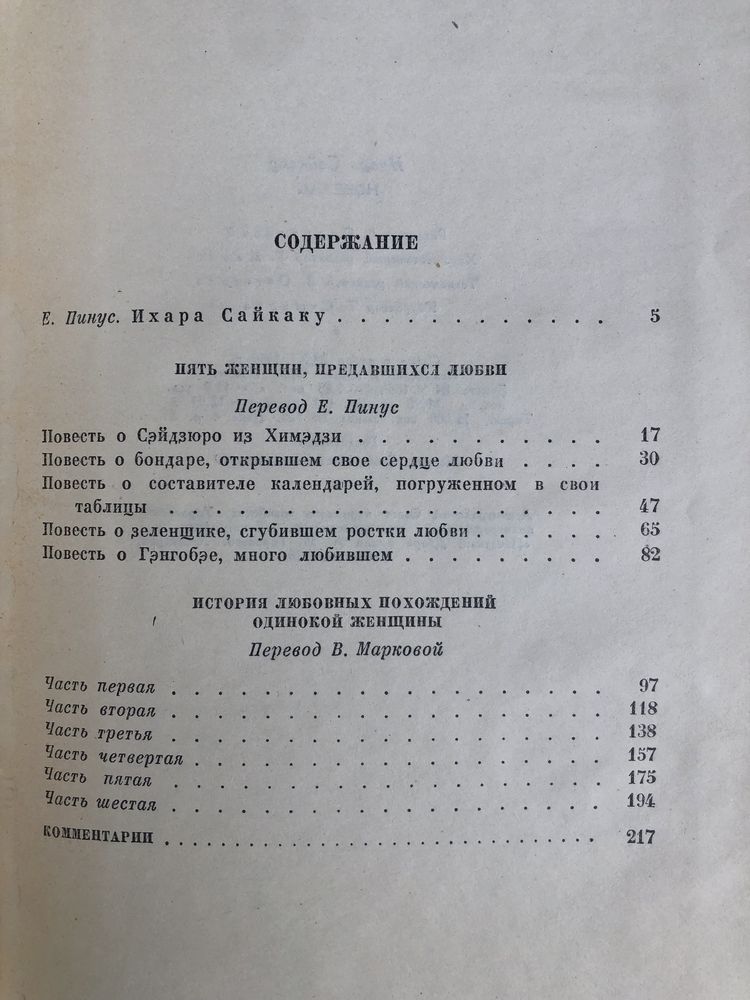 СОДЕРЖАНИЕ
Е. Пинус. Ихара Сайкаку . . . . . . . . . . . . 5
ПЯТЬ ЖЕНЩИН, ПРЕДАВШИХСЯ ЛЮБВИ
Перевод Е. Пинус
Повесть о Сэйдзюро из Химэдзи . . . . . . . . . . . 17
Повесть о бондаре, открывшем свое сердце любви . . . . 30
Повесть о составителе календарей, погруженном в свои
таблицы . . . . . . . . . . . . . . . . . . . 47
Повесть о зеленщике, сгубившем ростки любви . . . . . . 65
Повесть о Гэнгобэе, много любившем . . . . . . . . . 82
ИСТОРИЯ ЛЮБОВНЫХ ПОХОЖДЕНИЙ
ОДИНОКОЙ ЖЕНЩИНЫ
Перевод В. Марковой
Часть первая . . . . . . . . . . . . . . . . 97
Часть вторая . . . . . . . . . . . . . . . . 118
Часть третья . . . . . . . . . . . . . . . . 138
Часть четвертая . . . . . . . . . . . . . . . 157
Часть пятая . . . . . . . . . . . . . . . . 175
Часть шестая . . . . . . . . . . . . . . . . 194
КОММЕНТАРИИ . . . . . . . . . . . . . . . . . . . . . . 217